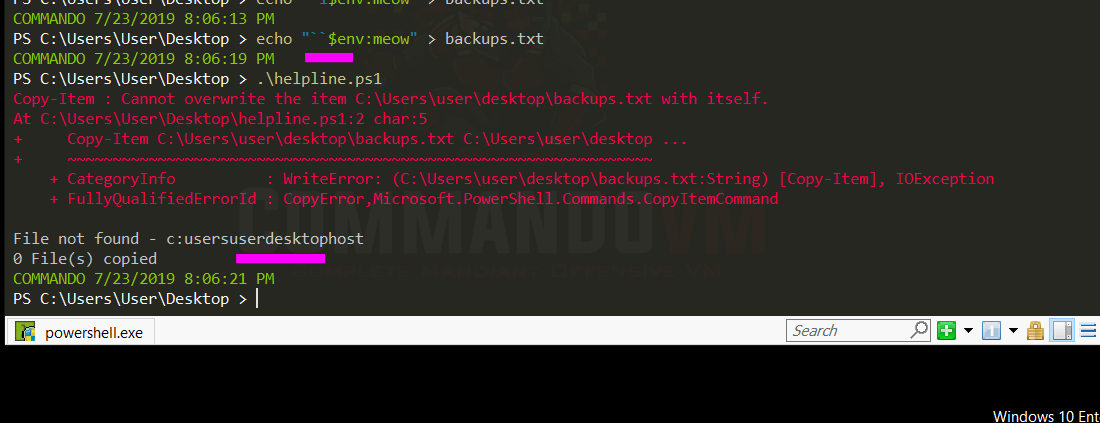 PS C:\Users\User\Desktop > echo "``1$env:meow" > backups.txt
COMMANDO 7/23/2019 8:06:13 PM
PS C:\Users\User\Desktop > echo "``$env:meow" > backups.txt
COMMANDO 7/23/2019 8:06:19 PM
PS C:\Users\User\Desktop > .\helpline.ps1
Copy-Item : Cannot overwrite the item C:\Users\user\desktop\backups.txt with itself.
At C:\Users\User\Desktop\helpline.ps1:2 char:5
+     Copy-Item C:\Users\user\desktop\backups.txt C:\Users\user\desktop ...
+     ~~~~~~~~~~~~~~~~~~~~~~~~~~~~~~~~~~~~~~~~~~~~~~~~~~~~~~~~~~~~~~~~~
    + CategoryInfo          : WriteError: (C:\Users\user\desktop\backups.txt:String) [Copy-Item], IOException
    + FullyQualifiedErrorId : CopyError,Microsoft.PowerShell.Commands.CopyItemCommand
COMMANDOVM
File not found - c:usersuserdesktophost
0 File(s) copied
COMMANDO 7/23/2019 8:06:21 PM
PS C:\Users\User\Desktop >
powershell.exe
Search
Windows 10 Ent